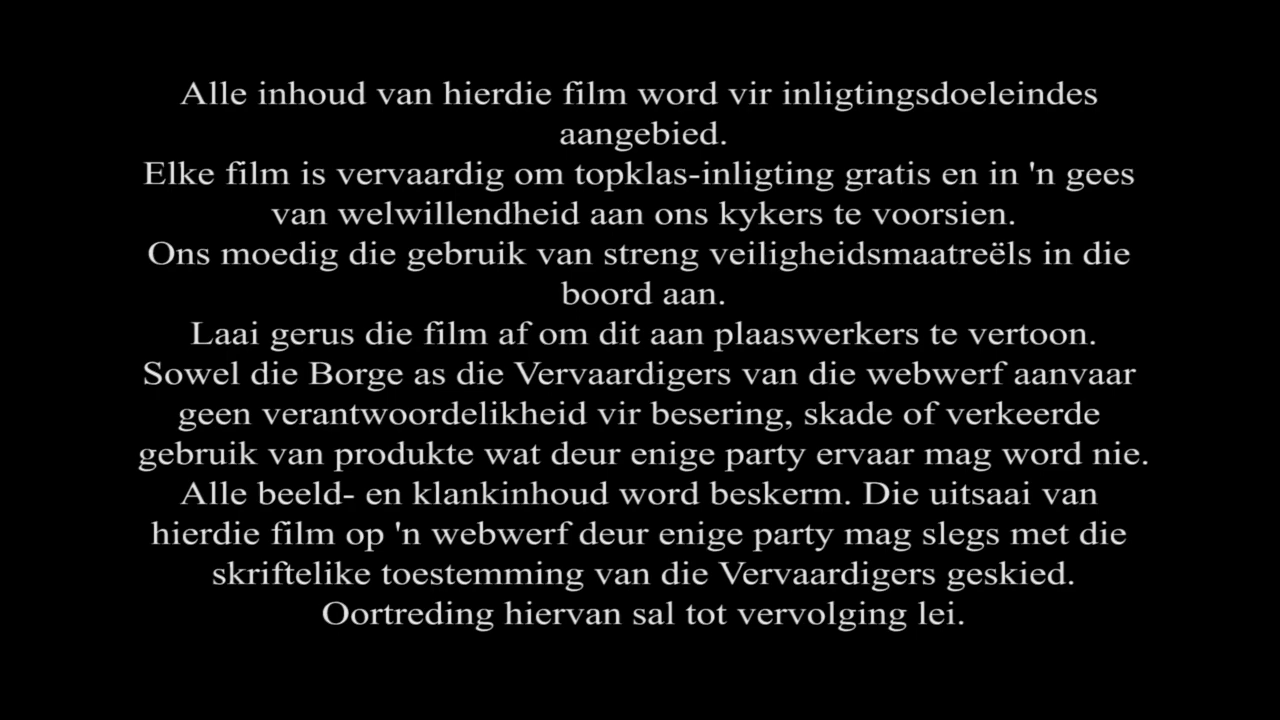 Alle inhoud van hierdie film word vir inligtingsdoeleindes
aangebied.
Elke film is vervaardig om topklas-inligting gratis en in 'n gees
van welwillendheid aan ons kykers te voorsien.
Ons moedig die gebruik van streng veiligheidsmaatreëls in die
boord aan.
Laai gerus die film af om dit aan plaaswerkers te vertoon.
Sowel die Borge as die Vervaardigers van die webwerf aanvaar
geen verantwoordelikheid vir besering, skade of verkeerde
gebruik van produkte wat deur enige party ervaar mag word nie.
Alle beeld- en klankinhoud word beskerm. Die uitsaai van
hierdie film op 'n webwerf deur enige party mag slegs met die
skriftelike toestemming van die Vervaardigers geskied.
Oortreding hiervan sal tot vervolging lei.